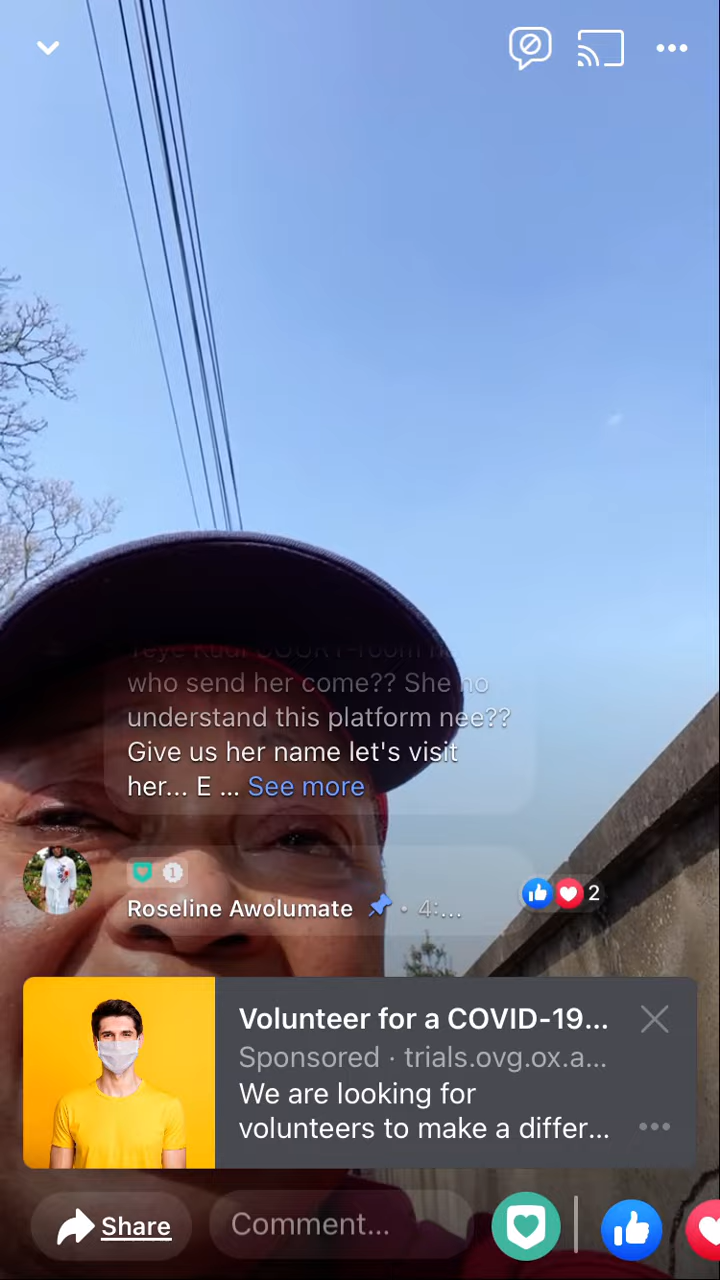 who send her come?? She no
understand this platform nee??
Give us her name let's visit
her... E ... See more
1
Roseline Awolumate • 4:...
2
Volunteer for a COVID-19...
Sponsored · trials.ovg.ox.a...
We are looking for
volunteers to make a differ...
Share
Comment...